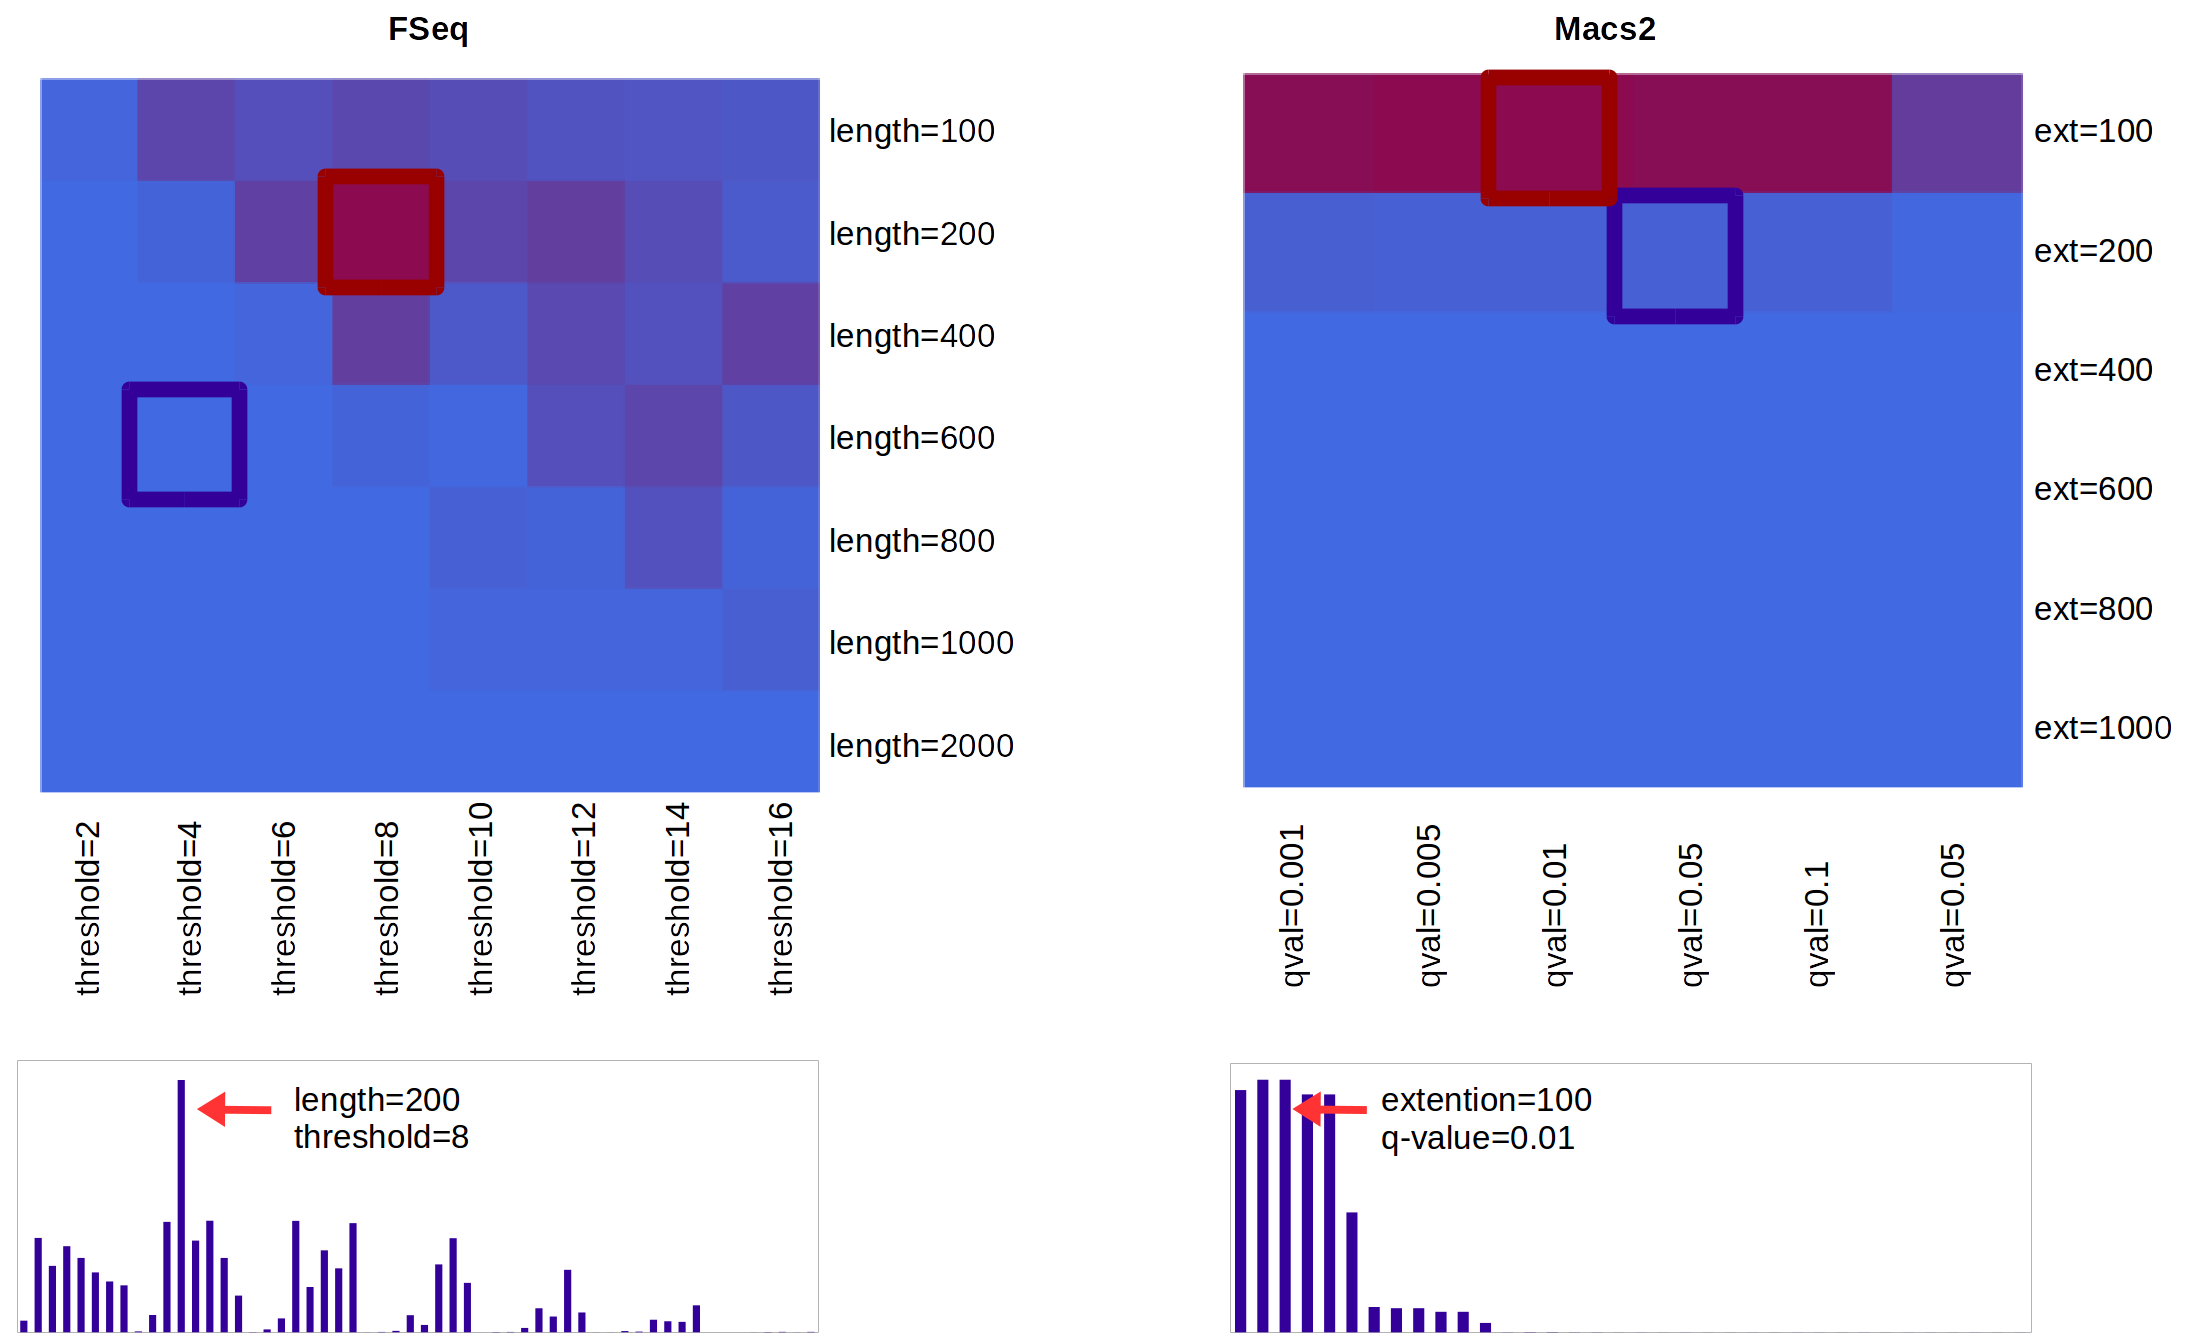 FSeq
length=100
length=200
length=400
length=600
length=800
length=1000
length=2000
threshold=2
threshold=4
threshold=6
threshold=8
threshold=10
threshold=12
threshold=14
threshold=16
length=200
threshold=8
Macs2
ext=100
ext=200
ext=400
ext=600
ext=800
ext=1000
qval=0.001
qval=0.005
qval=0.01
qval=0.05
qval=0.1
qval=0.05
extention=100
q-value=0.01